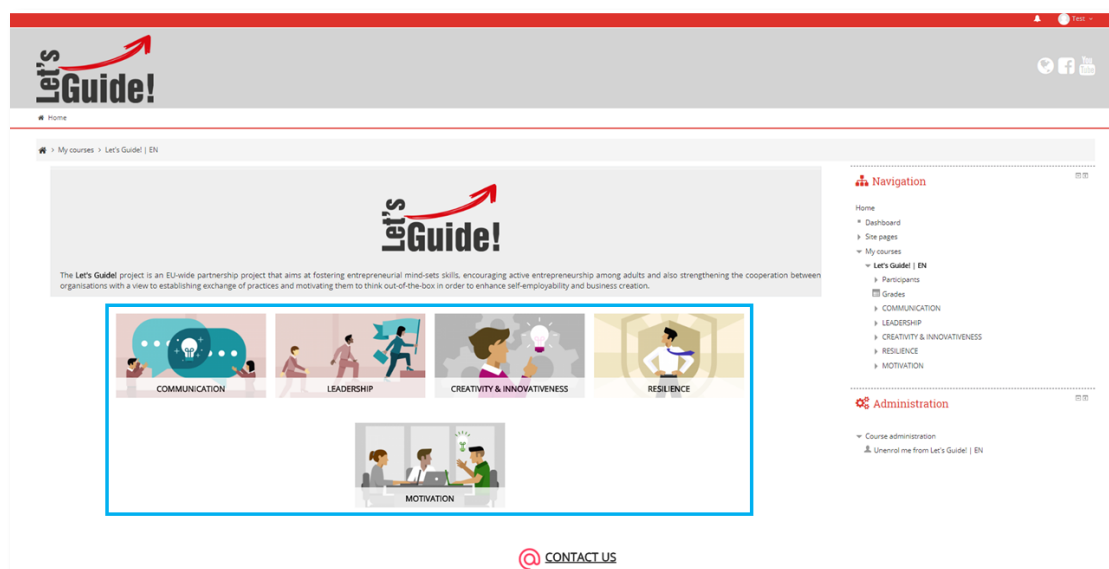 Test
Let's
Guide!
You
Tube
Home
> My courses > Let's Guide! | EN
Let's
Guide!
The Let's Guide! project is an EU-wide partnership project that aims at fostering entrepreneurial mind-sets skills, encouraging active entrepreneurship among adults and also strengthening the cooperation between
organisations with a view to establishing exchange of practices and motivating them to think out-of-the-box in order to enhance self-employability and business creation.
COMMUNICATION
LEADERSHIP
CREATIVITY & INNOVATIVENESS
RESILIENCE
MOTIVATION
@ CONTACT US
Navigation
Home
Dashboard
Site pages
My courses
Let's Guide! | EN
Participants
Grades
COMMUNICATION
LEADERSHIP
CREATIVITY & INNOVATIVENESS
RESILIENCE
MOTIVATION
Administration
Course administration
Unenrol me from Let's Guide! | EN